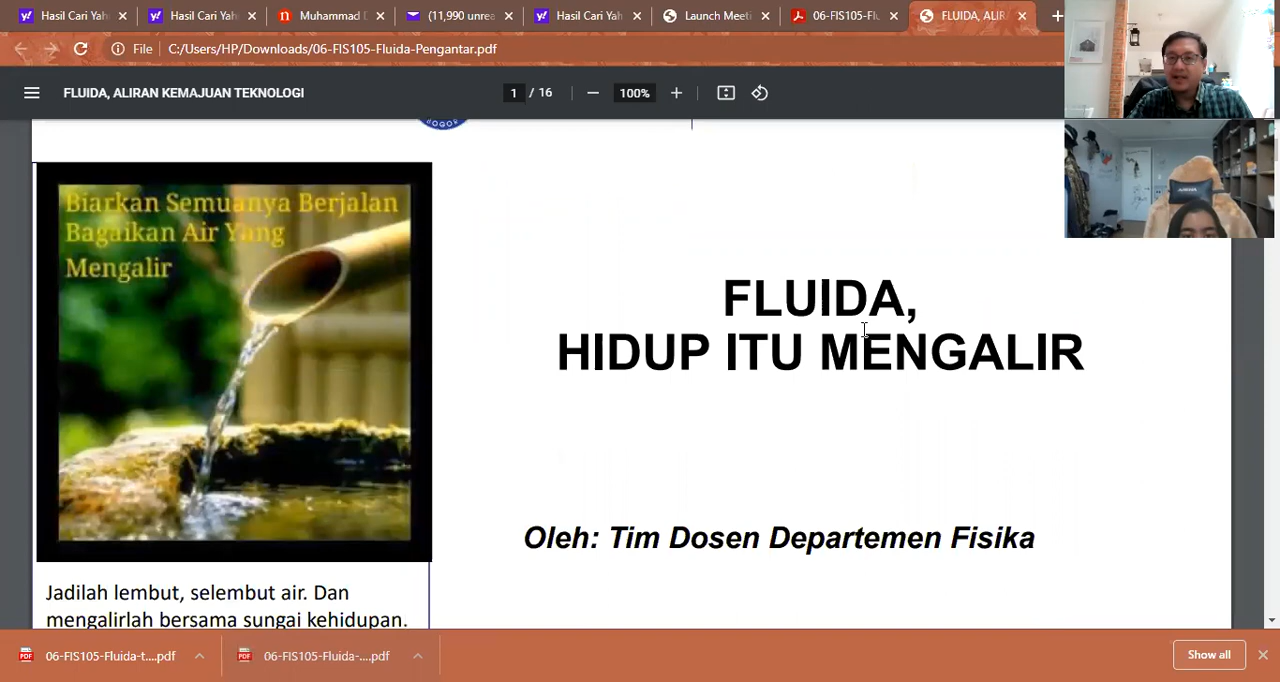 Hasil Cari Yah
Hasil Cari Yah
Muhammad D
(11,990 unrea
Hasil Cari Yah
Launch Meeti
06-FIS105-Flu
FLUIDA, ALIR
File
C:/Users/HP/Downloads/06-FIS105-Fluida-Pengantar.pdf
FLUIDA, ALIRAN KEMAJUAN TEKNOLOGI
1 / 16
100%
BOGOR
Biarkan Semuanya Berjalan
Bagaikan Air Yang
Mengalir
FLUIDA,
HIDUP ITU MENGALIR
Oleh: Tim Dosen Departemen Fisika
Jadilah lembut, selembut air. Dan
mengalirlah bersama sungai kehidupan.
06-FIS105-Fluida-t....pdf
06-FIS105-Fluida-....pdf
Show all